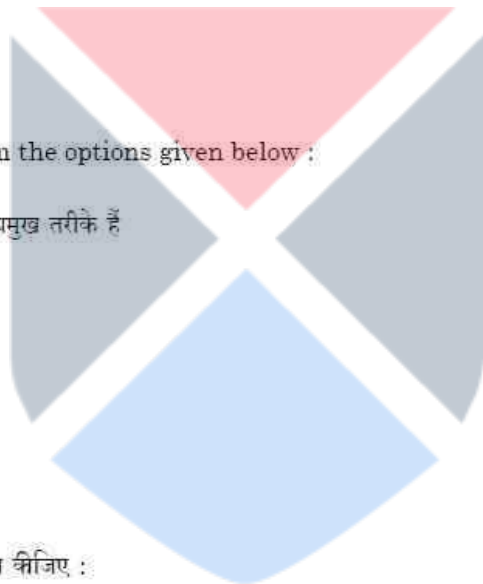 the options given below :
तरीके हैं
कीजिए :